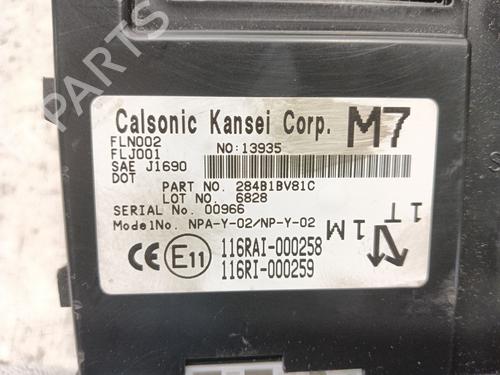 B-PARTS
Calsonic Kansei Corp. M7
FLN002
FLJ001 NO:13935
SAE J1690
DOT
PART NO. 284B1BV81C
LOT NO. 6828
SERIAL No. 00966
Model No. NPA-Y-02/NP-Y-02
1M
1T
CE E11 116RAI-000258
116RI-000259